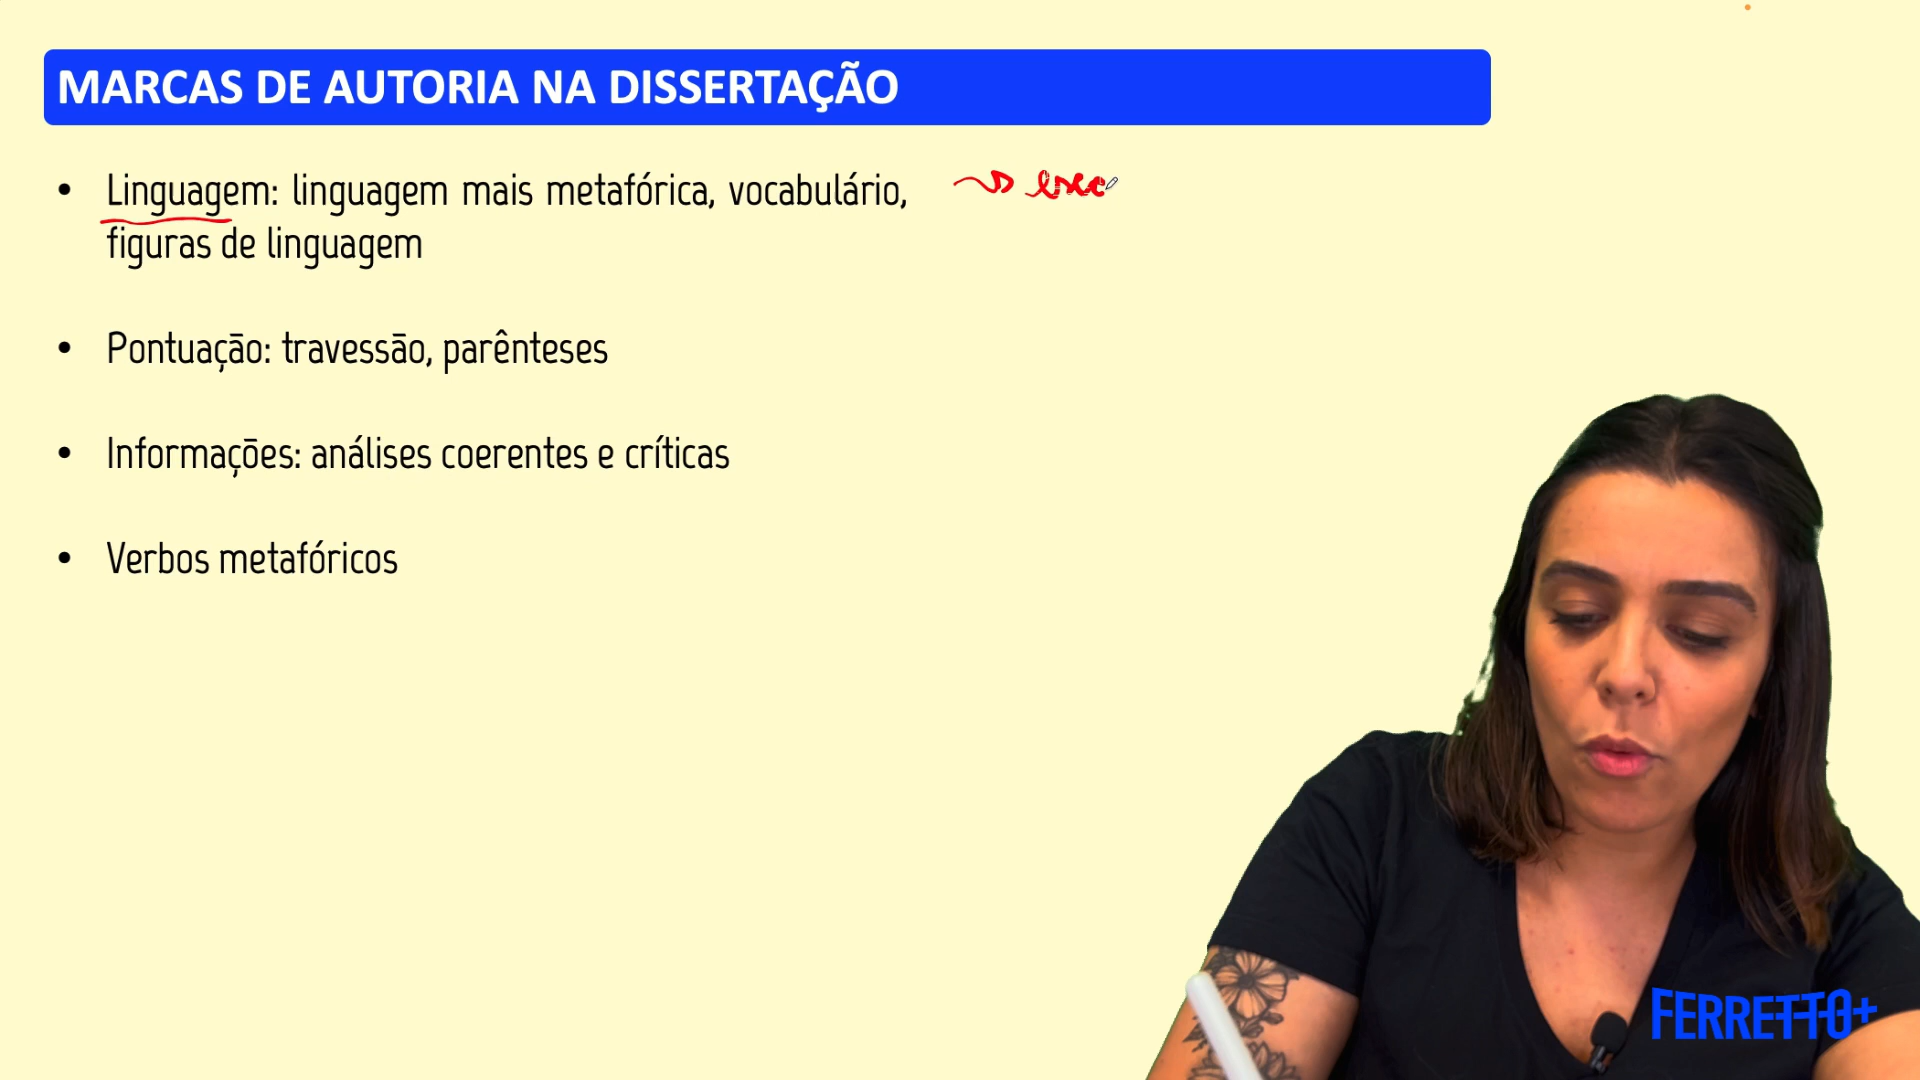 MARCAS DE AUTORIA NA DISSERTAÇÃO
• Linguagem: linguagem mais metafórica, vocabulário,
figuras de linguagem
• Pontuação: travessão, parênteses
• Informações: análises coerentes e críticas
• Verbos metafóricos
FERRETTO+